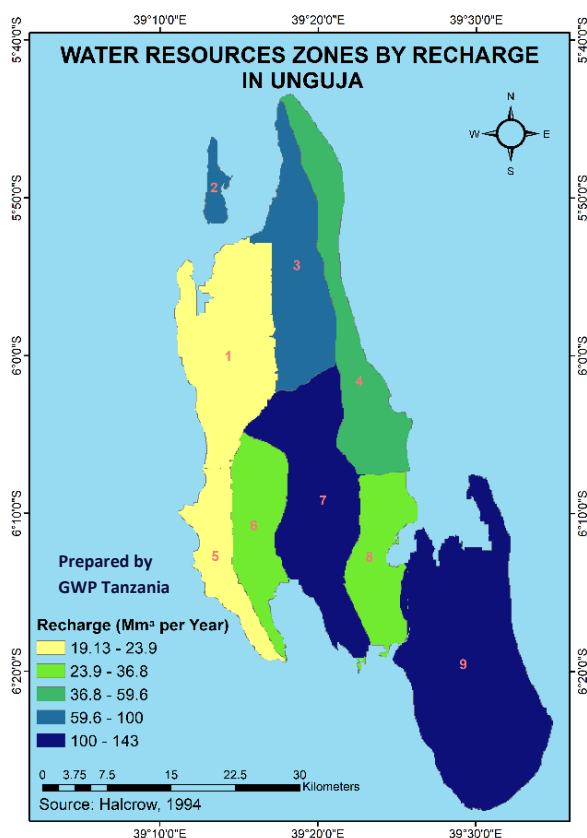 39°10'0"E 39°20'0"E 39°30'0"E
5°40'0"S 5°40'0"S
WATER RESOURCES ZONES BY RECHARGE
IN UNGUJA
N
W E
S
5°50'0"S 5°50'0"S
2
3
1
6°0'0"S 6°0'0"S
4
7
6°10'0"S 6°10'0"S
6
5
8
Prepared by
GWP Tanzania
Recharge (Mm³ per Year)
19.13 - 23.9
23.9 - 36.8
36.8 - 59.6
59.6 - 100
100 - 143
9
6°20'0"S 6°20'0"S
0 3.75 7.5 15 22.5 30
Kilometers
Source: Halcrow, 1994
39°10'0"E 39°20'0"E 39°30'0"E